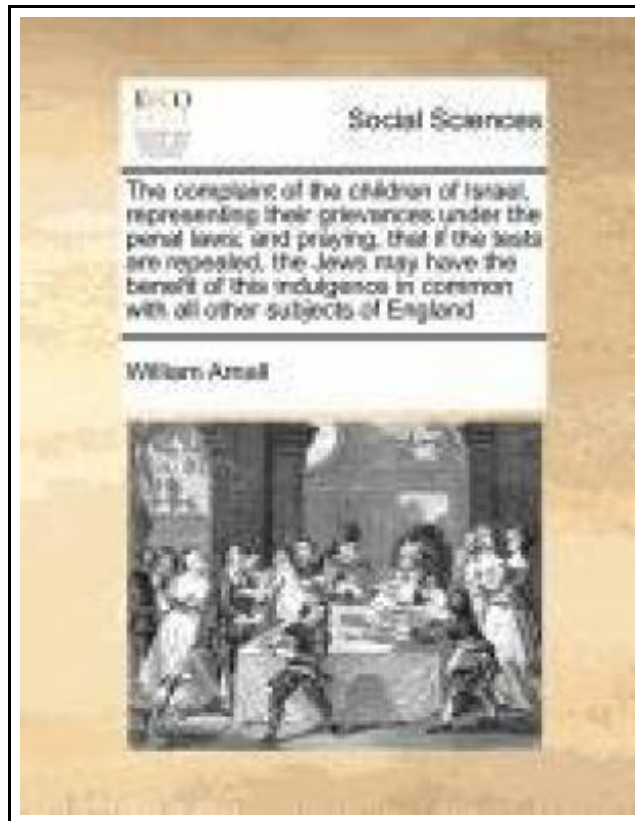 ECCO
Social Sciences
The complaint of the children of Israel,
representing their grievances under the
penal laws; and praying, that if the tests
are repealed, the Jews may have the
benefit of this indulgence in common
with all other subjects of England
William Arnall